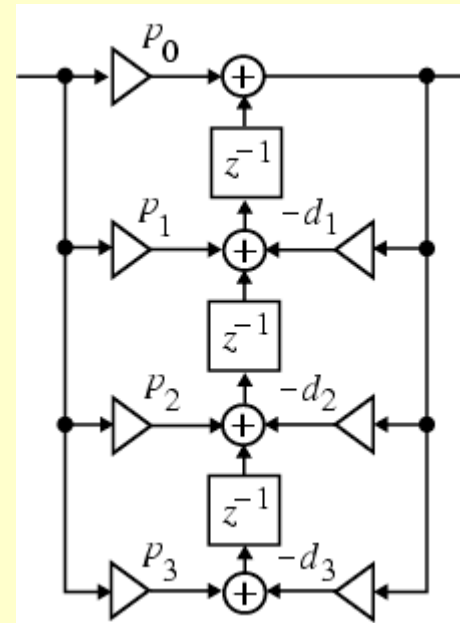 p₀
+
z⁻¹
p₁ + -d₁
z⁻¹
p₂ + -d₂
z⁻¹
p₃ + -d₃